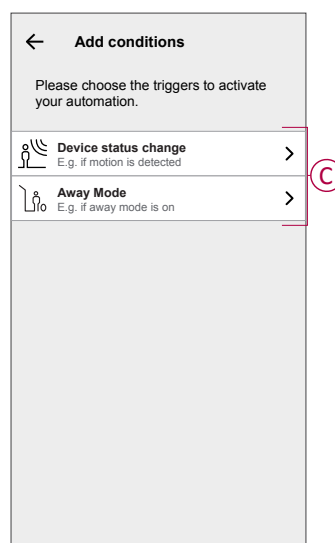 Add conditions
Please choose the triggers to activate
your automation.
Device status change
E.g. if motion is detected
Away Mode
E.g. if away mode is on
C